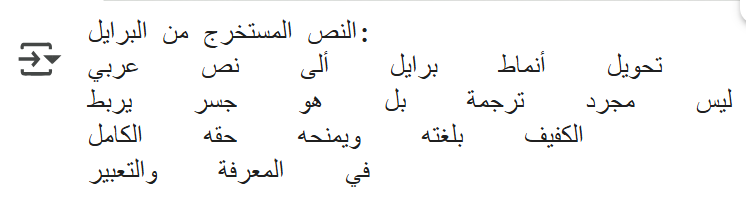 النص المستخرج من البرايل:
تحويل أنماط برايل ألى نص عربي
ليس مجرد ترجمة بل هو جسر يربط
الكفيف بلغته ويمنحه حقه الكامل
في المعرفة والتعبير